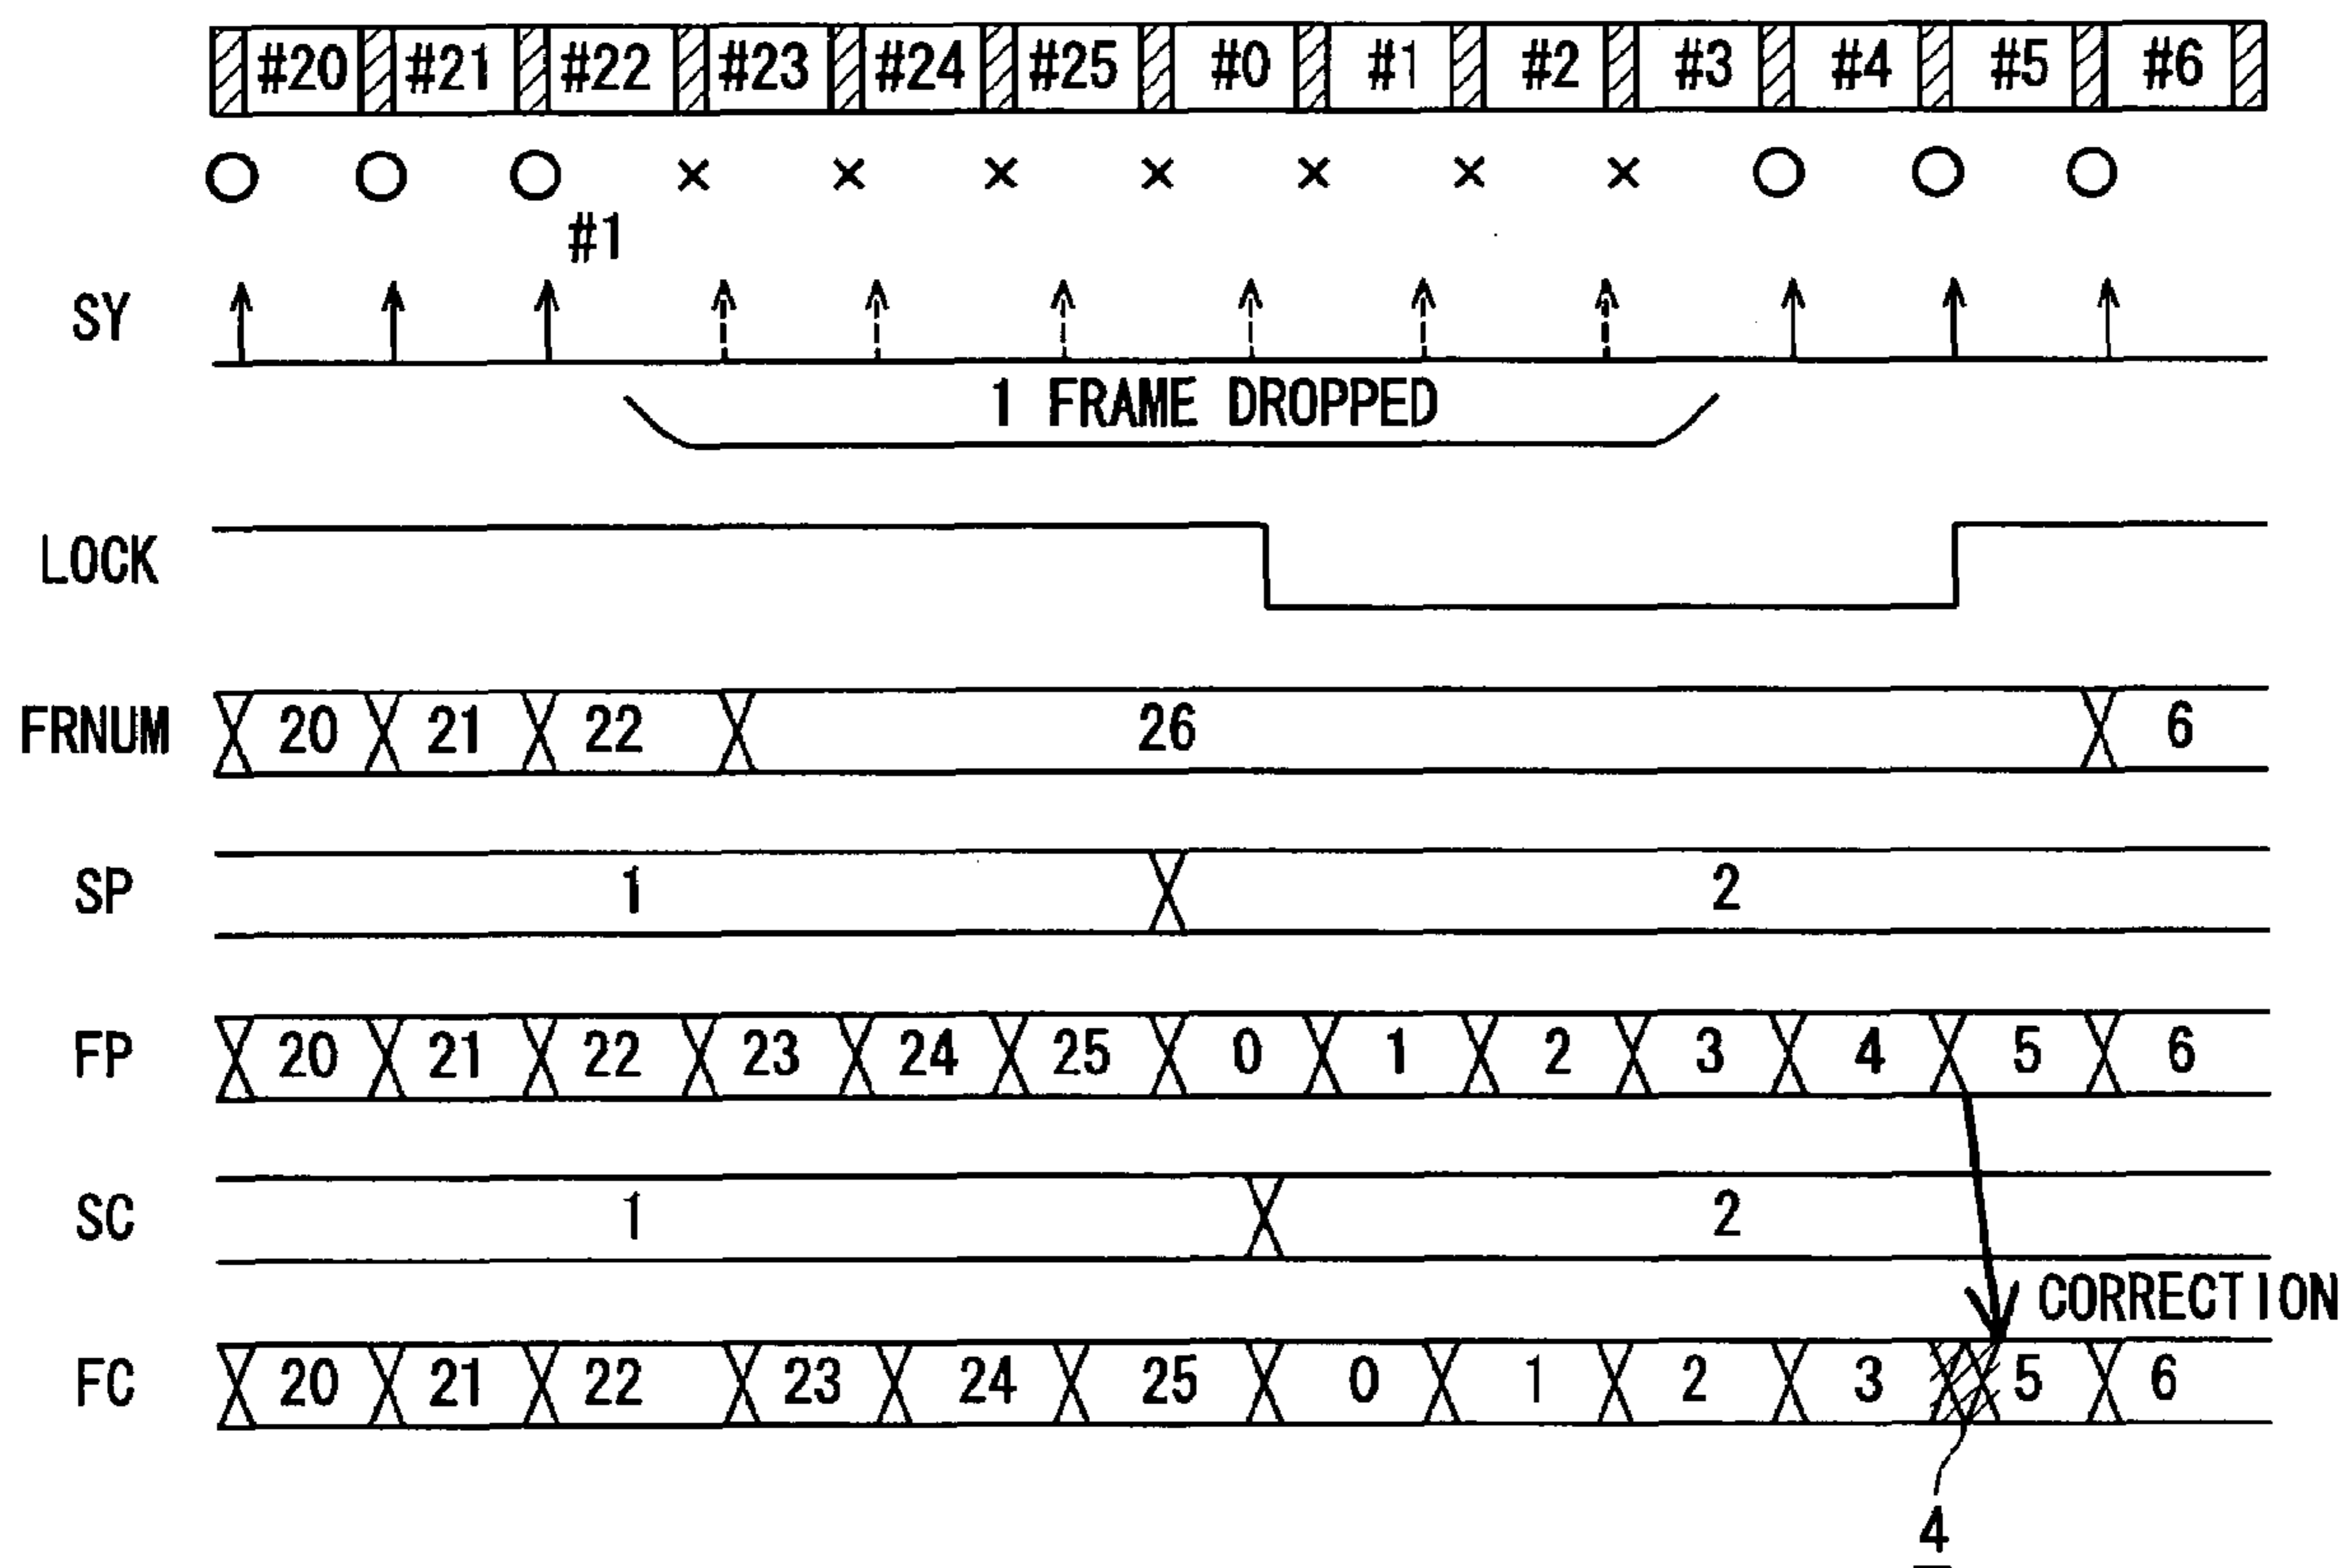 #20 #21 #22 #23 #24 #25 #0 #1 #2 #3 #4 #5 #6
○ ○ ○ × × × × × × × ○ ○ ○
#1
SY
1 FRAME DROPPED
LOCK
FRNUM 20 21 22 26 6
SP 1 2
FP 20 21 22 23 24 25 0 1 2 3 4 5 6
SC 1 2
CORRECTION
FC 20 21 22 23 24 25 0 1 2 3 5 6
4